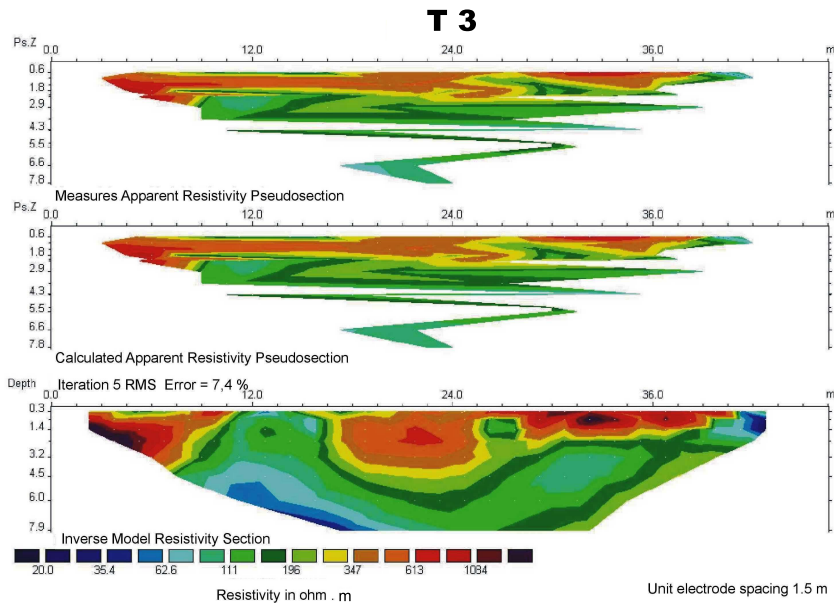 T 3
Ps.Z 0.0 12.0 24.0 36.0 m
0.6
1.8
2.9
4.3
5.5
6.6
7.8
Measures Apparent Resistivity Pseudosection
Ps.Z 0.0 12.0 24.0 36.0 m
0.6
1.8
2.9
4.3
5.5
6.6
7.8
Calculated Apparent Resistivity Pseudosection
Depth Iteration 5 RMS Error = 7,4 %
0.0 12.0 24.0 36.0 m
0.3
1.4
3.2
4.5
6.0
7.9
Inverse Model Resistivity Section
20.0 35.4 62.6 111 196 347 613 1084
Resistivity in ohm . m
Unit electrode spacing 1.5 m